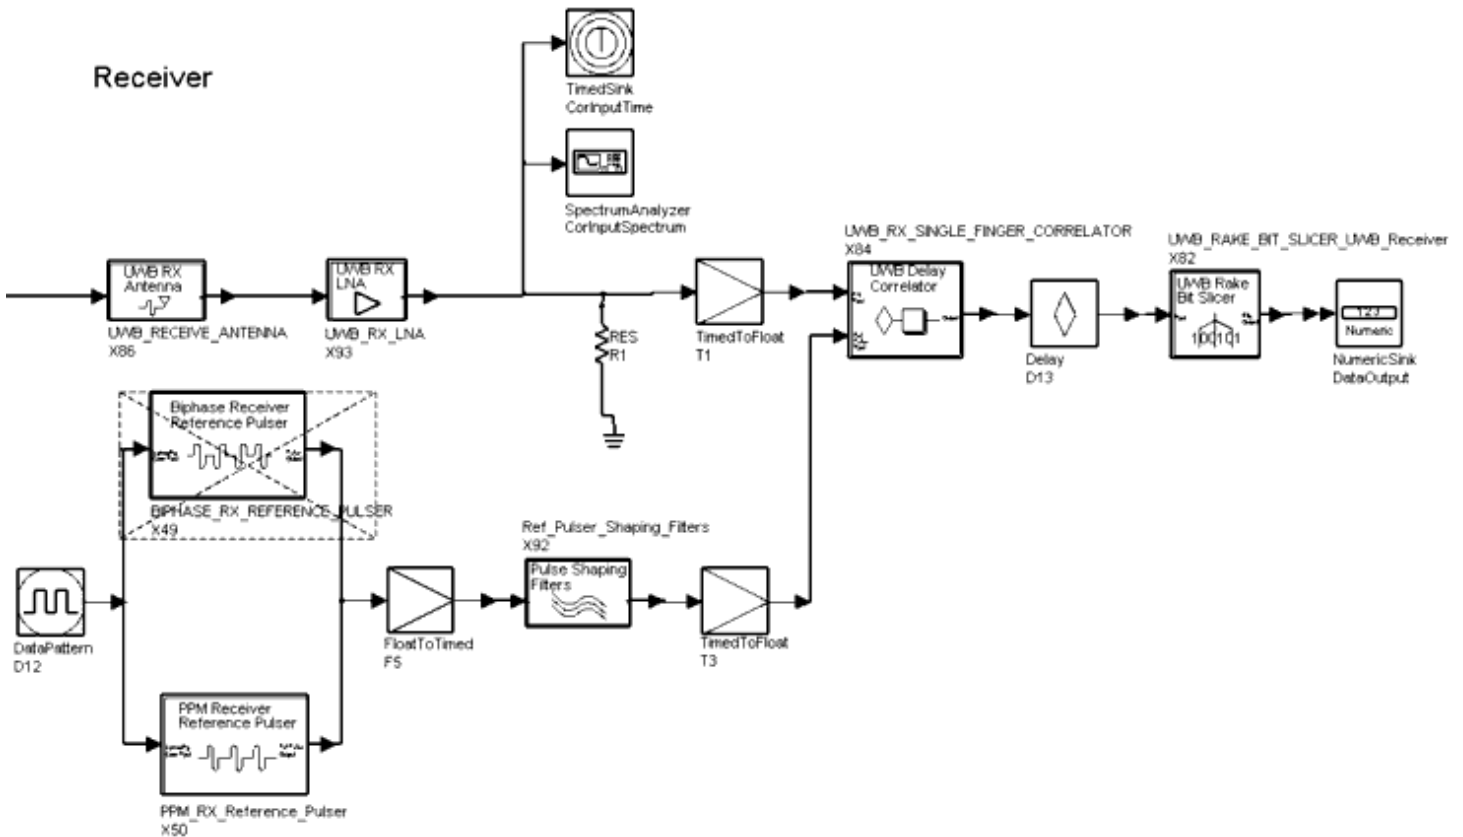 Receiver
TimedSink
CorInputTime
SpectrumAnalyzer
CorInputSpectrum
UWB RX
Antenna
UWB_RECEIVE_ANTENNA
X86
UWB RX
LNA
UWB_RX_LNA
X93
RES
R1
TimedToFloat
T1
UWB_RX_SINGLE_FINGER_CORRELATOR
X84
UWB Delay
Correlator
Delay
D13
UWB_RAKE_BIT_SLICER_UWB_Receiver
X82
UWB Rake
Bit Slicer
100101
123
Numeric
NumericSink
DataOutput
Biphase Receiver
Reference Pulser
BIPHASE_RX_REFERENCE_PULSER
X49
DataPattern
D12
FloatToTimed
F5
Ref_Pulser_Shaping_Filters
X92
Pulse Shaping
Filters
TimedToFloat
T3
PPM Receiver
Reference Pulser
PPM_RX_Reference_Pulser
X50